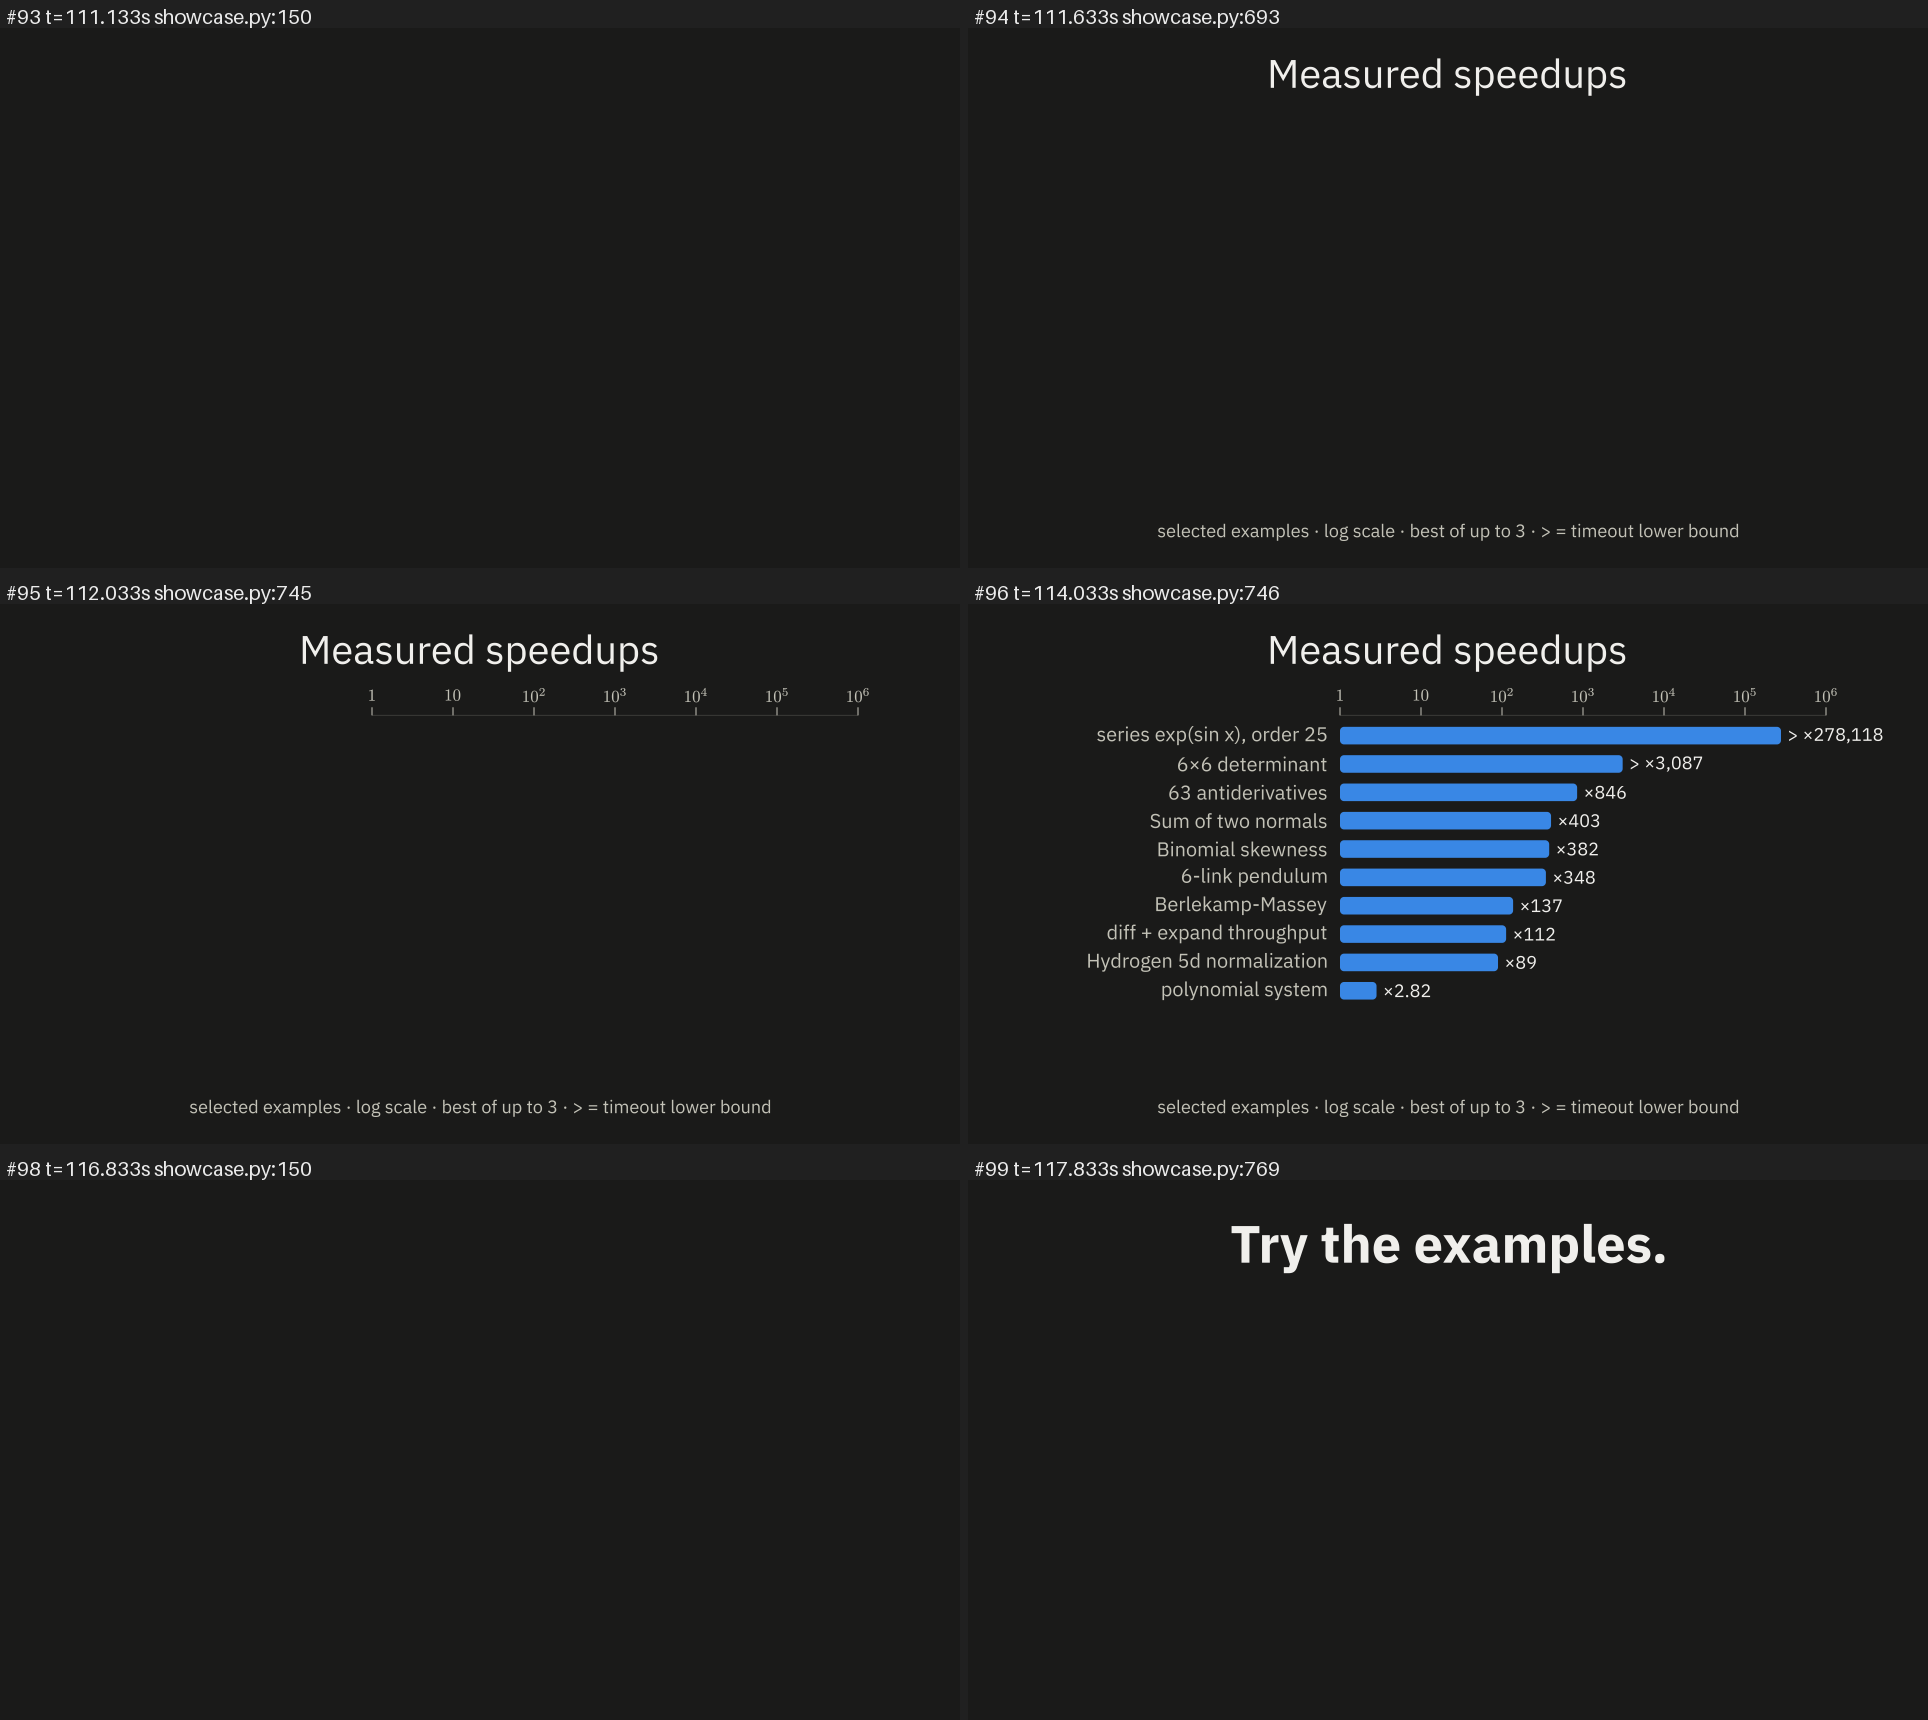 #93 t=111.133s showcase.py:150
#94 t=111.633s showcase.py:693
Measured speedups
selected examples · log scale · best of up to 3 · > = timeout lower bound
#95 t=112.033s showcase.py:745
Measured speedups
1 10 10² 10³ 10⁴ 10⁵ 10⁶
selected examples · log scale · best of up to 3 · > = timeout lower bound
#96 t=114.033s showcase.py:746
Measured speedups
1 10 10² 10³ 10⁴ 10⁵ 10⁶
series exp(sin x), order 25 > ×278,118
6×6 determinant > ×3,087
63 antiderivatives ×846
Sum of two normals ×403
Binomial skewness ×382
6-link pendulum ×348
Berlekamp-Massey ×137
diff + expand throughput ×112
Hydrogen 5d normalization ×89
polynomial system ×2.82
selected examples · log scale · best of up to 3 · > = timeout lower bound
#98 t=116.833s showcase.py:150
#99 t=117.833s showcase.py:769
Try the examples.